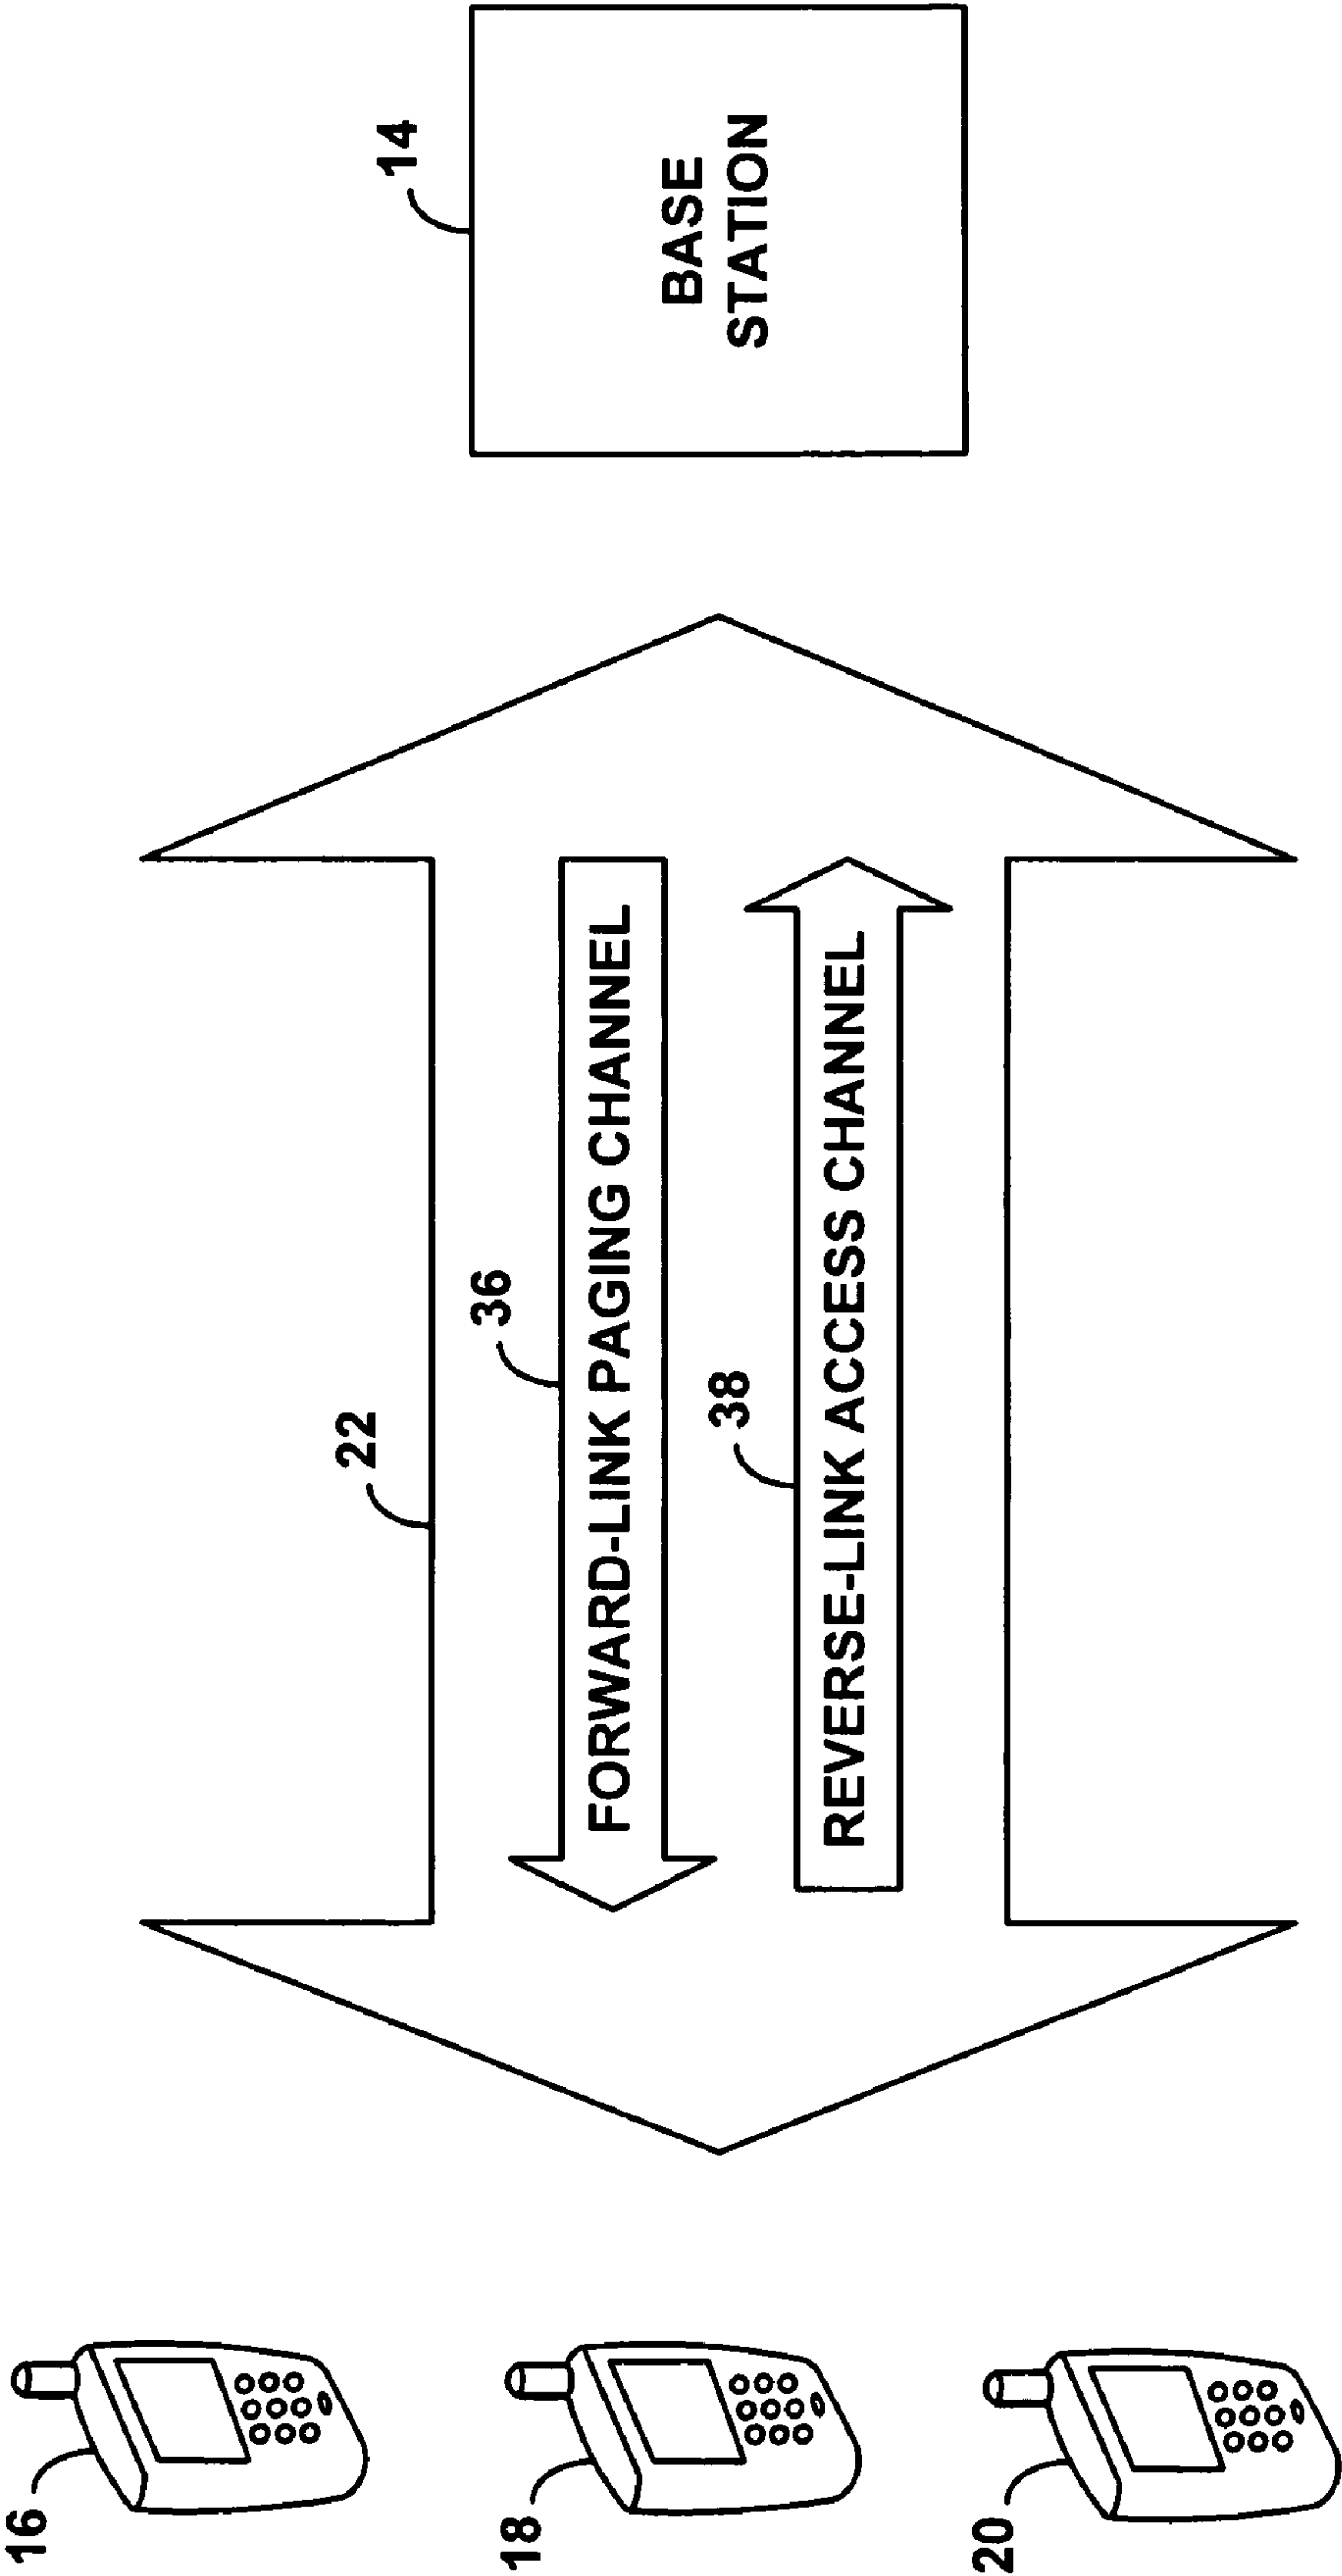 16
18
20
22
36
FORWARD-LINK PAGING CHANNEL
38
REVERSE-LINK ACCESS CHANNEL
14
BASE
STATION